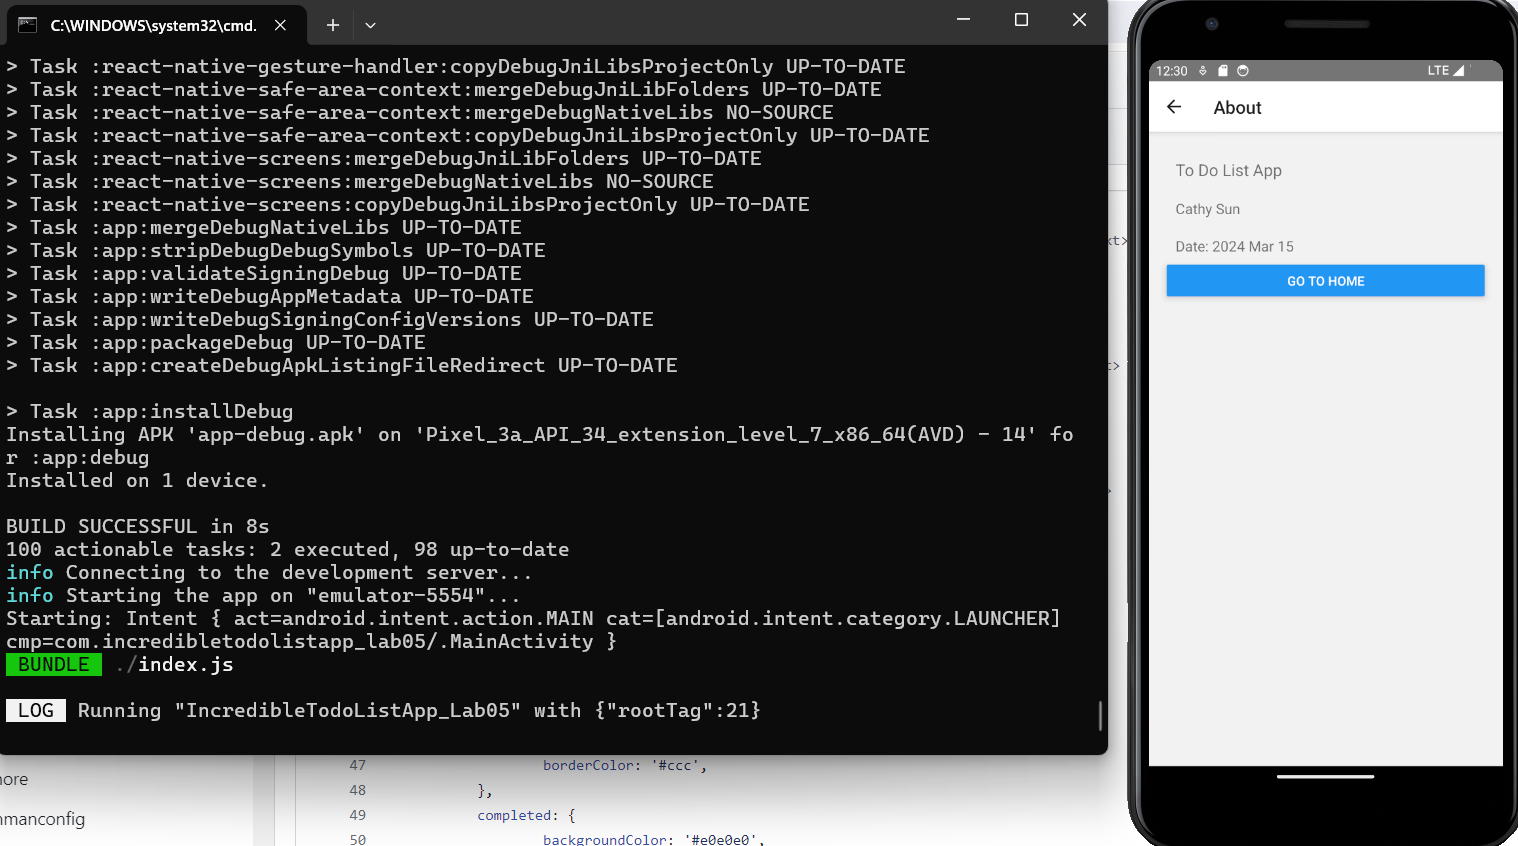 C:\WINDOWS\system32\cmd.
> Task :react-native-gesture-handler:copyDebugJniLibsProjectOnly UP-TO-DATE
> Task :react-native-safe-area-context:mergeDebugJniLibFolders UP-TO-DATE
> Task :react-native-safe-area-context:mergeDebugNativeLibs NO-SOURCE
> Task :react-native-safe-area-context:copyDebugJniLibsProjectOnly UP-TO-DATE
> Task :react-native-screens:mergeDebugJniLibFolders UP-TO-DATE
> Task :react-native-screens:mergeDebugNativeLibs NO-SOURCE
> Task :react-native-screens:copyDebugJniLibsProjectOnly UP-TO-DATE
> Task :app:mergeDebugNativeLibs UP-TO-DATE
> Task :app:stripDebugDebugSymbols UP-TO-DATE
> Task :app:validateSigningDebug UP-TO-DATE
> Task :app:writeDebugAppMetadata UP-TO-DATE
> Task :app:writeDebugSigningConfigVersions UP-TO-DATE
> Task :app:packageDebug UP-TO-DATE
> Task :app:createDebugApkListingFileRedirect UP-TO-DATE
> Task :app:installDebug
Installing APK 'app-debug.apk' on 'Pixel_3a_API_34_extension_level_7_x86_64(AVD) - 14' fo
r :app:debug
Installed on 1 device.
BUILD SUCCESSFUL in 8s
100 actionable tasks: 2 executed, 98 up-to-date
info Connecting to the development server...
info Starting the app on "emulator-5554"...
Starting: Intent { act=android.intent.action.MAIN cat=[android.intent.category.LAUNCHER]
cmp=com.incredibletodolistapp_lab05/.MainActivity }
BUNDLE ./index.js
LOG Running "IncredibleTodoListApp_Lab05" with {"rootTag":21}
47 borderColor: '#ccc',
48 },
49 completed: {
50 backgroundColor: '#e0e0e0',
ore
manconfig
xt>
t>
>
12:30 LTE
About
To Do List App
Cathy Sun
Date: 2024 Mar 15
GO TO HOME